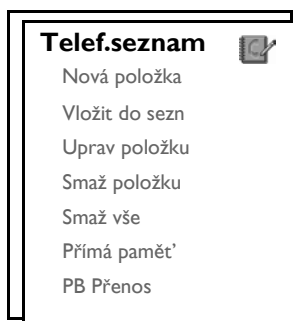 Telef.seznam
Nová položka
Vložit do sezn
Uprav položku
Smaž položku
Smaž vše
Přímá paměť
PB Přenos